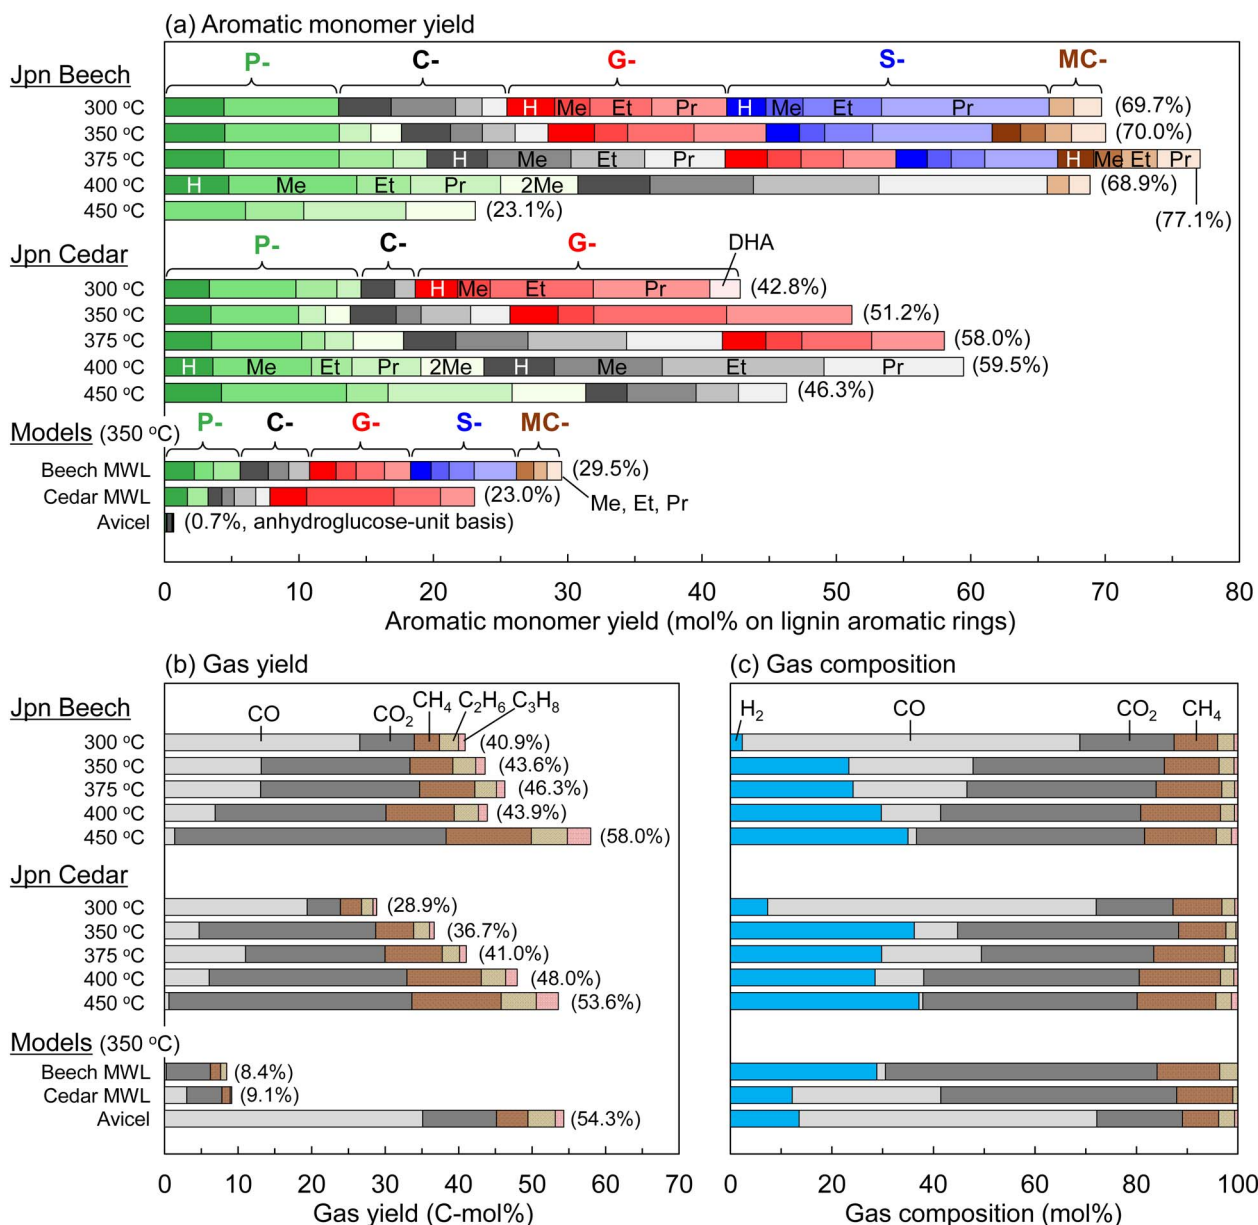 (a) Aromatic monomer yield
Jpn Beech
P- C- G- S- MC-
300 °C H Me Et Pr H Me Et Pr (69.7%)
350 °C (70.0%)
375 °C H Me Et Pr H Me Et Pr
400 °C H Me Et Pr 2Me (68.9%)
450 °C (23.1%) (77.1%)
Jpn Cedar
P- C- G- DHA
300 °C H Me Et Pr (42.8%)
350 °C (51.2%)
375 °C (58.0%)
400 °C H Me Et Pr 2Me H Me Et Pr (59.5%)
450 °C (46.3%)
Models (350 °C)
P- C- G- S- MC-
Beech MWL (29.5%)
Cedar MWL (23.0%) Me, Et, Pr
Avicel (0.7%, anhydroglucose-unit basis)
0 10 20 30 40 50 60 70 80
Aromatic monomer yield (mol% on lignin aromatic rings)
(b) Gas yield
Jpn Beech
CO CO₂ CH₄ C₂H₆ C₃H₈
300 °C (40.9%)
350 °C (43.6%)
375 °C (46.3%)
400 °C (43.9%)
450 °C (58.0%)
Jpn Cedar
300 °C (28.9%)
350 °C (36.7%)
375 °C (41.0%)
400 °C (48.0%)
450 °C (53.6%)
Models (350 °C)
Beech MWL (8.4%)
Cedar MWL (9.1%)
Avicel (54.3%)
0 10 20 30 40 50 60 70
Gas yield (C-mol%)
(c) Gas composition
H₂ CO CO₂ CH₄
0 20 40 60 80 100
Gas composition (mol%)